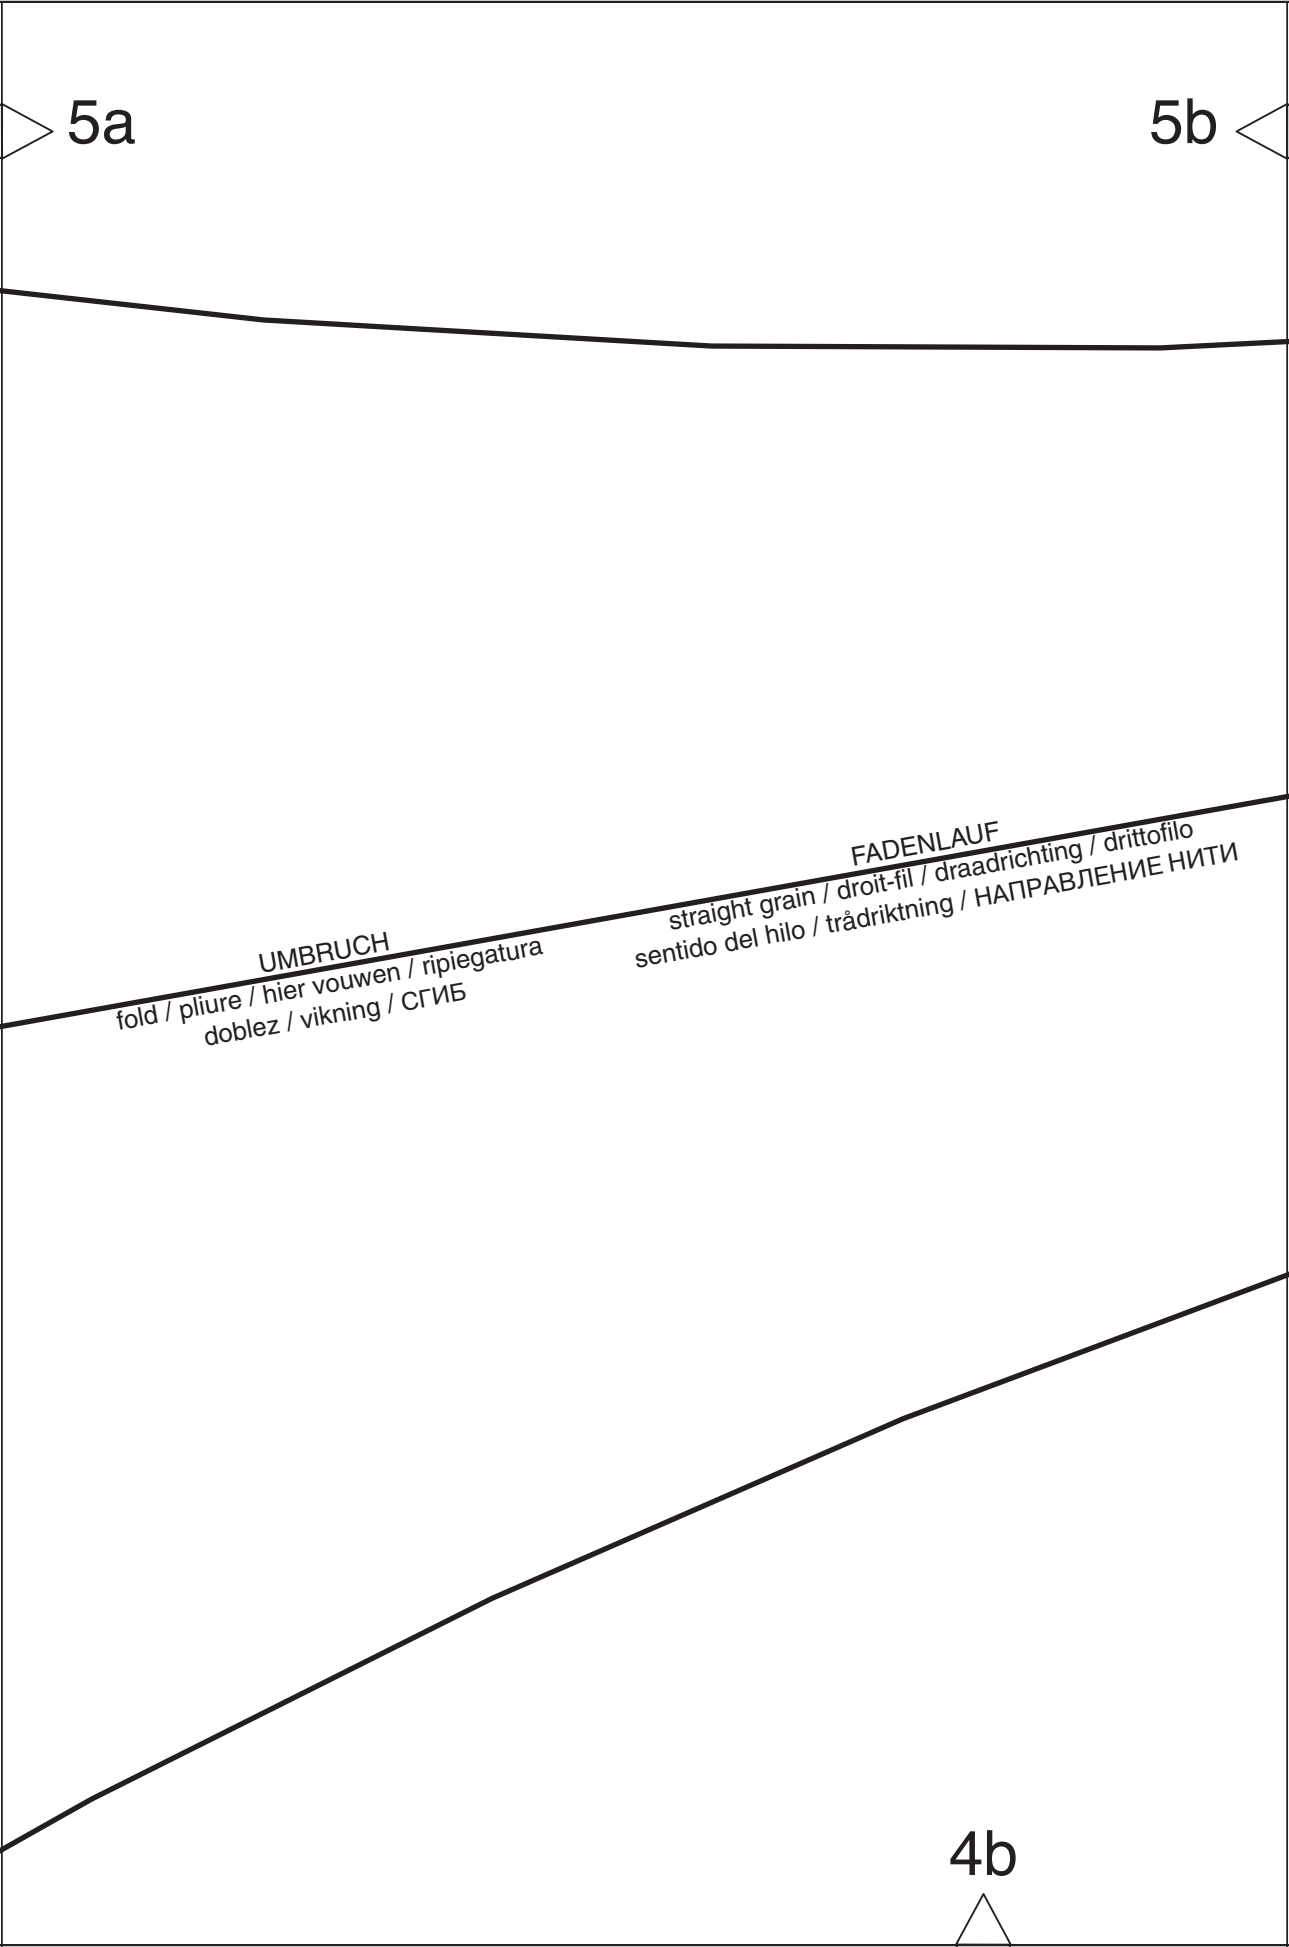 5a
5b
FADENLAUF
straight grain / droit-fil / draadrichting / drittofilo
sentido del hilo / trådriktning / НАПРАВЛЕНИЕ НИТИ
UMBRUCH
fold / pliure / hier vouwen / ripiegatura
doblez / vikning / СГИБ
4b